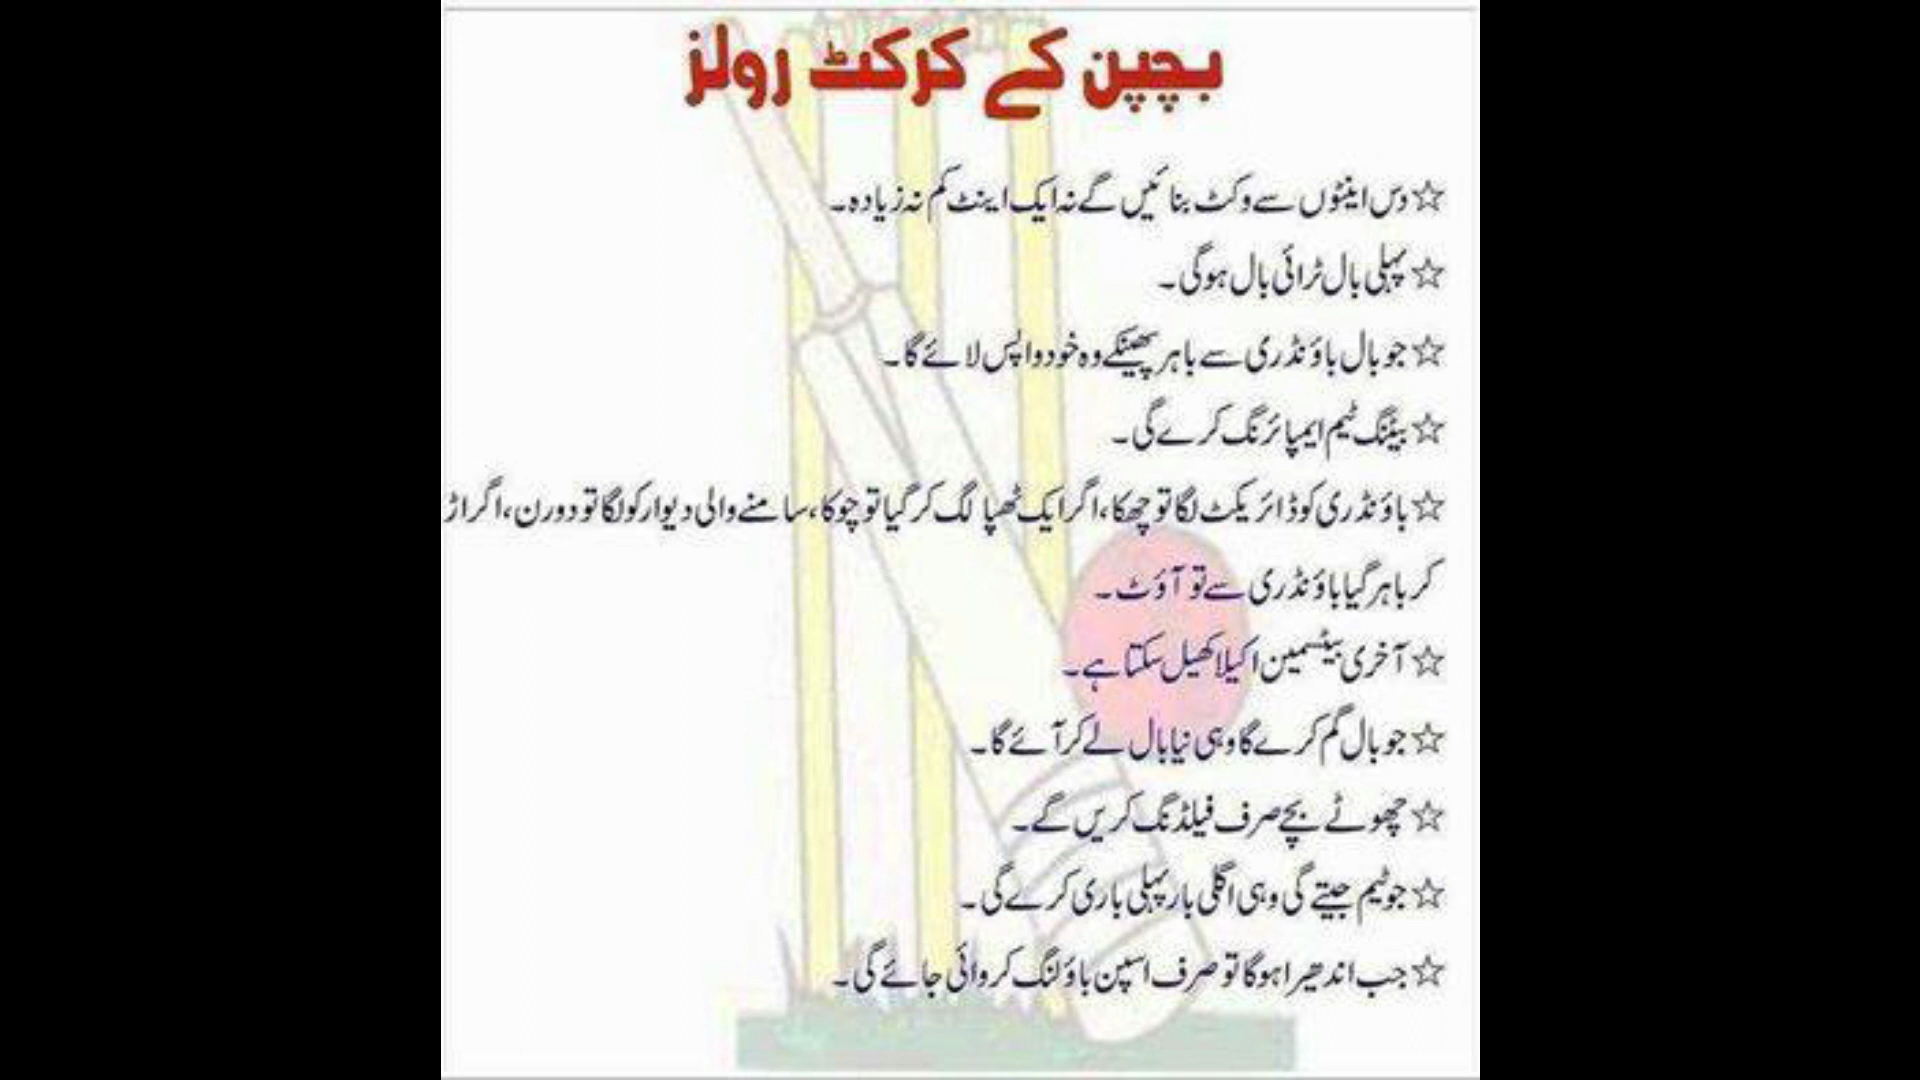 بچپن کے کرکٹ رولز
☆ دس اینٹوں سے وکٹ بنائیں گے نہ ایک اینٹ کم نہ زیادہ۔
☆ پہلی بال ٹرائی بال ہوگی۔
☆ جو بال باؤنڈری سے باہر پھینکے وہ خود واپس لائے گا۔
☆ بیٹنگ ٹیم ایمپائرنگ کرے گی۔
☆ باؤنڈری کو ڈائریکٹ لگا تو چھکا، اگر ایک ٹھپا لگ کر گیا تو چوکا، سامنے والی دیوار کو لگا تو دو رن، اگر اڑ
کر باہر گیا باؤنڈری سے تو آؤٹ۔
☆ آخری بیٹسمین اکیلا کھیل سکتا ہے۔
☆ جو بال گم کرے گا وہی نیا بال لے کر آئے گا۔
☆ چھوٹے بچے صرف فیلڈنگ کریں گے۔
☆ جو ٹیم جیتے گی وہی اگلی بار پہلی باری کرے گی۔
☆ جب اندھیرا ہوگا تو صرف اسپن باؤلنگ کروائی جائے گی۔